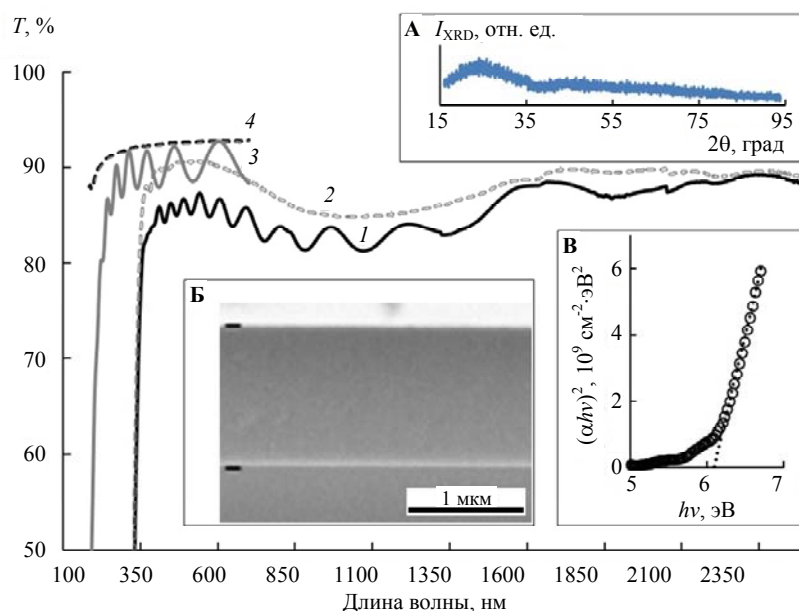 T, %
100
90
80
70
60
50
100 350 600 850 1100 1350 1600 1850 2100 2350
Длина волны, нм
4
3
2
1
А I_XRD, отн. ед.
15 35 55 75 95
2θ, град
Б
1 мкм
В
(αhν)², 10⁹ см⁻²·эВ²
6
4
2
0
5 6 7
hν, эВ